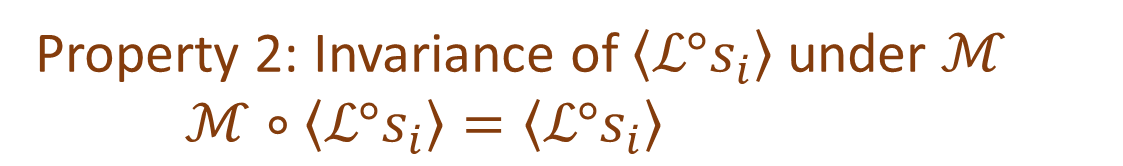 Property 2: Invariance of ⟨ℒ°sᵢ⟩ under ℳ
ℳ ∘ ⟨ℒ°sᵢ⟩ = ⟨ℒ°sᵢ⟩